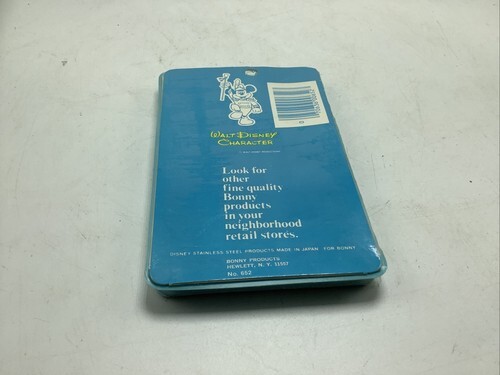 WALT DISNEY
CHARACTER
Look for
other
fine quality
Bonny
products
in your
neighborhood
retail stores.
DISNEY STAINLESS STEEL PRODUCTS MADE IN JAPAN FOR BONNY
BONNY PRODUCTS
HEWLETT, N. Y. 11557
No. 652